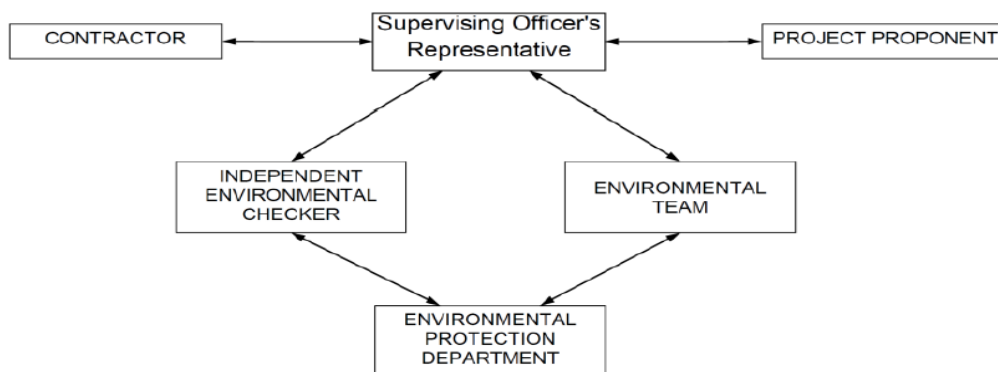 Supervising Officer's
Representative
CONTRACTOR
PROJECT PROPONENT
INDEPENDENT
ENVIRONMENTAL
CHECKER
ENVIRONMENTAL
TEAM
ENVIRONMENTAL
PROTECTION
DEPARTMENT